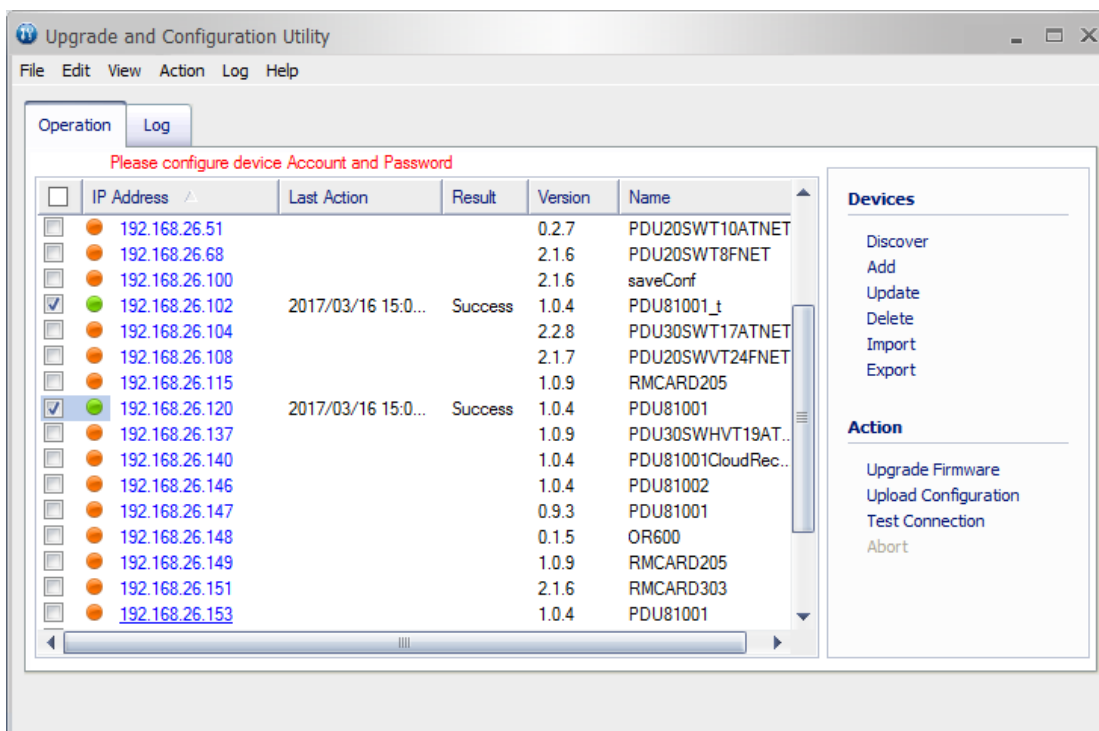 Upgrade and Configuration Utility
File Edit View Action Log Help
Operation Log
Please configure device Account and Password
IP Address Last Action Result Version Name
192.168.26.51 0.2.7 PDU20SWT10ATNET
192.168.26.68 2.1.6 PDU20SWT8FNET
192.168.26.100 2.1.6 saveConf
192.168.26.102 2017/03/16 15:0... Success 1.0.4 PDU81001_t
192.168.26.104 2.2.8 PDU30SWT17ATNET
192.168.26.108 2.1.7 PDU20SWVT24FNET
192.168.26.115 1.0.9 RMCARD205
192.168.26.120 2017/03/16 15:0... Success 1.0.4 PDU81001
192.168.26.137 1.0.9 PDU30SWHVT19AT...
192.168.26.140 1.0.4 PDU81001CloudRec...
192.168.26.146 1.0.4 PDU81002
192.168.26.147 0.9.3 PDU81001
192.168.26.148 0.1.5 OR600
192.168.26.149 1.0.9 RMCARD205
192.168.26.151 2.1.6 RMCARD303
192.168.26.153 1.0.4 PDU81001
Devices
Discover
Add
Update
Delete
Import
Export
Action
Upgrade Firmware
Upload Configuration
Test Connection
Abort